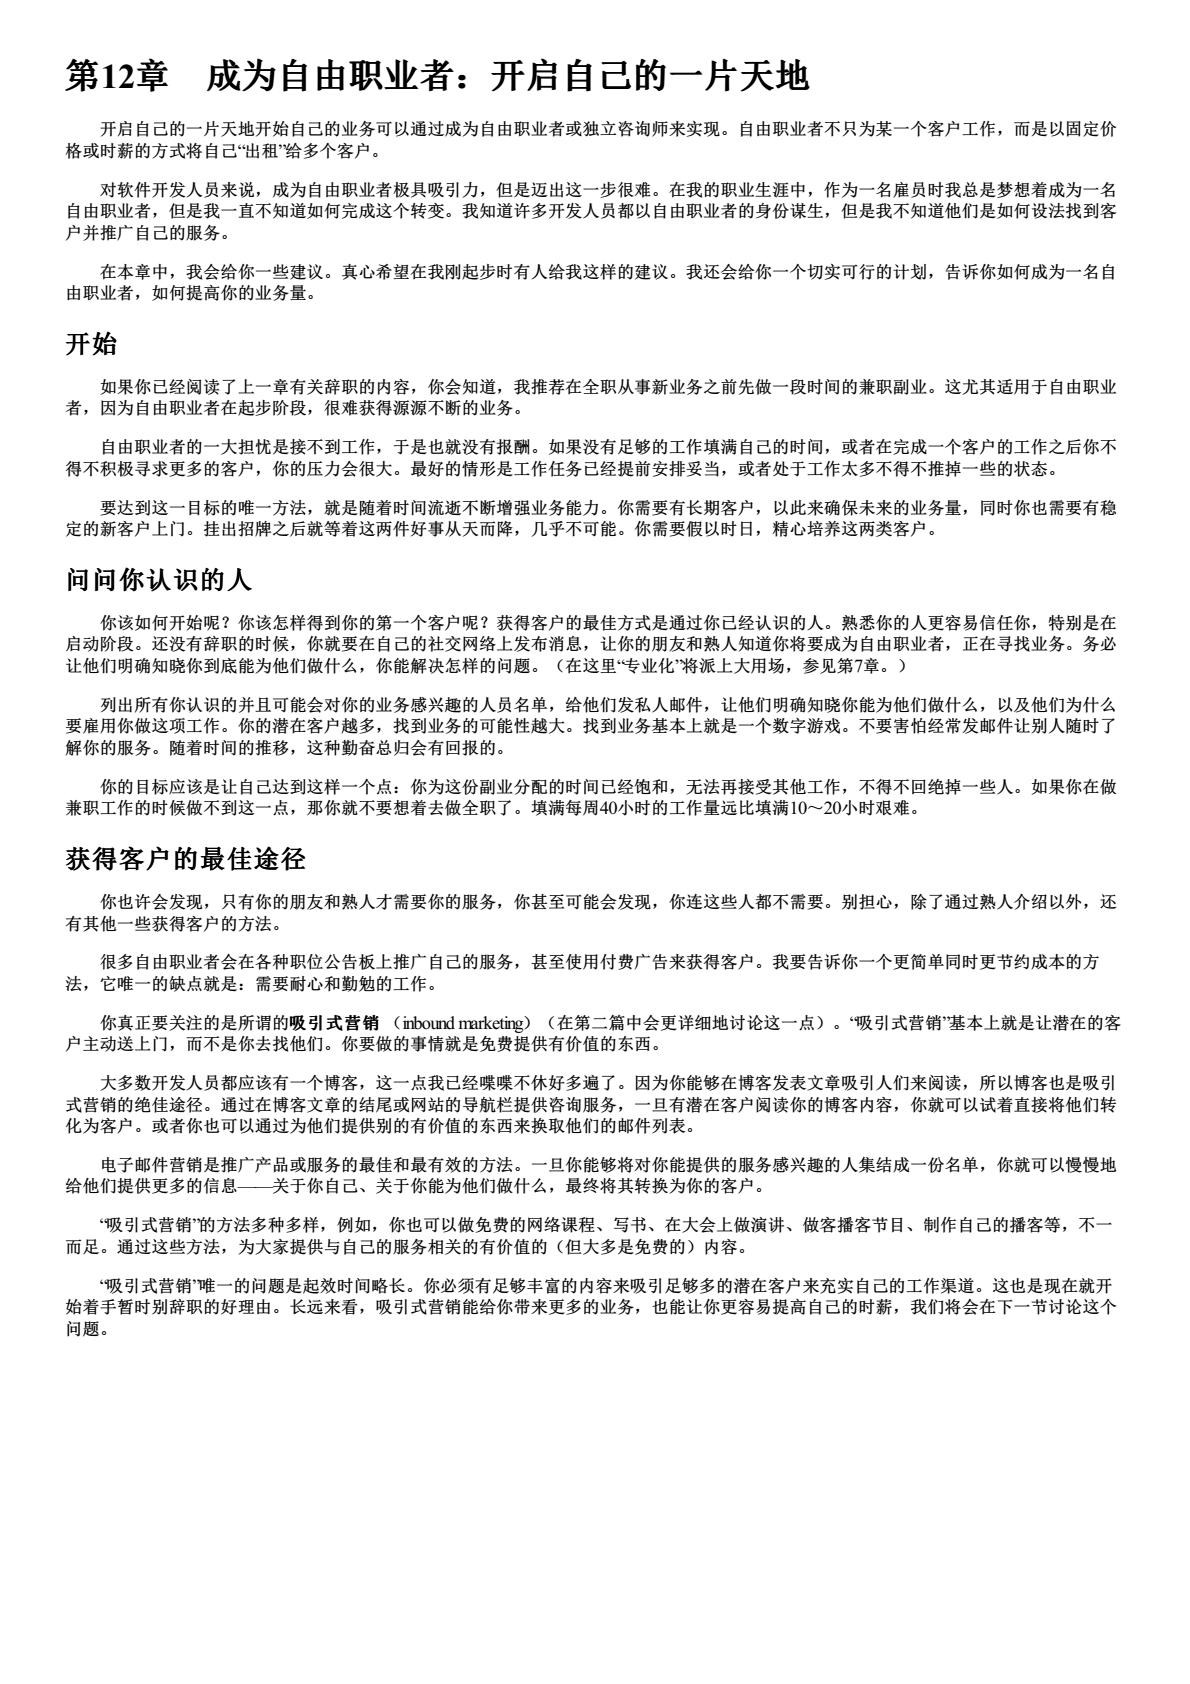 第12章　成为自由职业者：开启自己的一片天地
开启自己的一片天地开始自己的业务可以通过成为自由职业者或独立咨询师来实现。自由职业者不只为某一个客户工作，而是以固定价
格或时薪的方式将自己“出租”给多个客户。
对软件开发人员来说，成为自由职业者极具吸引力，但是迈出这一步很难。在我的职业生涯中，作为一名雇员时我总是梦想着成为一名
自由职业者，但是我一直不知道如何完成这个转变。我知道许多开发人员都以自由职业者的身份谋生，但是我不知道他们是如何设法找到客
户并推广自己的服务。
在本章中，我会给你一些建议。真心希望在我刚起步时有人给我这样的建议。我还会给你一个切实可行的计划，告诉你如何成为一名自
由职业者，如何提高你的业务量。
开始
如果你已经阅读了上一章有关辞职的内容，你会知道，我推荐在全职从事新业务之前先做一段时间的兼职副业。这尤其适用于自由职业
者，因为自由职业者在起步阶段，很难获得源源不断的业务。
自由职业者的一大担忧是接不到工作，于是也就没有报酬。如果没有足够的工作填满自己的时间，或者在完成一个客户的工作之后你不
得不积极寻求更多的客户，你的压力会很大。最好的情形是工作任务已经提前安排妥当，或者处于工作太多不得不推掉一些的状态。
要达到这一目标的唯一方法，就是随着时间流逝不断增强业务能力。你需要有长期客户，以此来确保未来的业务量，同时你也需要有稳
定的新客户上门。挂出招牌之后就等着这两件好事从天而降，几乎不可能。你需要假以时日，精心培养这两类客户。
问问你认识的人
你该如何开始呢？你该怎样得到你的第一个客户呢？获得客户的最佳方式是通过你已经认识的人。熟悉你的人更容易信任你，特别是在
启动阶段。还没有辞职的时候，你就要在自己的社交网络上发布消息，让你的朋友和熟人知道你将要成为自由职业者，正在寻找业务。务必
让他们明确知晓你到底能为他们做什么，你能解决怎样的问题。（在这里“专业化”将派上大用场，参见第7章。）
列出所有你认识的并且可能会对你的业务感兴趣的人员名单，给他们发私人邮件，让他们明确知晓你能为他们做什么，以及他们为什么
要雇用你做这项工作。你的潜在客户越多，找到业务的可能性越大。找到业务基本上就是一个数字游戏。不要害怕经常发邮件让别人随时了
解你的服务。随着时间的推移，这种勤奋总归会有回报的。
你的目标应该是让自己达到这样一个点：你为这份副业分配的时间已经饱和，无法再接受其他工作，不得不回绝掉一些人。如果你在做
兼职工作的时候做不到这一点，那你就不要想着去做全职了。填满每周40小时的工作量远比填满10～20小时艰难。
获得客户的最佳途径
你也许会发现，只有你的朋友和熟人才需要你的服务，你甚至可能会发现，你连这些人都不需要。别担心，除了通过熟人介绍以外，还
有其他一些获得客户的方法。
很多自由职业者会在各种职位公告板上推广自己的服务，甚至使用付费广告来获得客户。我要告诉你一个更简单同时更节约成本的方
法，它唯一的缺点就是：需要耐心和勤勉的工作。
你真正要关注的是所谓的吸引式营销 （inbound marketing）（在第二篇中会更详细地讨论这一点）。“吸引式营销”基本上就是让潜在的客
户主动送上门，而不是你去找他们。你要做的事情就是免费提供有价值的东西。
大多数开发人员都应该有一个博客，这一点我已经喋喋不休好多遍了。因为你能够在博客发表文章吸引人们来阅读，所以博客也是吸引
式营销的绝佳途径。通过在博客文章的结尾或网站的导航栏提供咨询服务，一旦有潜在客户阅读你的博客内容，你就可以试着直接将他们转
化为客户。或者你也可以通过为他们提供别的有价值的东西来换取他们的邮件列表。
电子邮件营销是推广产品或服务的最佳和最有效的方法。一旦你能够将对你能提供的服务感兴趣的人集结成一份名单，你就可以慢慢地
给他们提供更多的信息——关于你自己、关于你能为他们做什么，最终将其转换为你的客户。
“吸引式营销”的方法多种多样，例如，你也可以做免费的网络课程、写书、在大会上做演讲、做客播客节目、制作自己的播客等，不一
而足。通过这些方法，为大家提供与自己的服务相关的有价值的（但大多是免费的）内容。
“吸引式营销”唯一的问题是起效时间略长。你必须有足够丰富的内容来吸引足够多的潜在客户来充实自己的工作渠道。这也是现在就开
始着手暂时别辞职的好理由。长远来看，吸引式营销能给你带来更多的业务，也能让你更容易提高自己的时薪，我们将会在下一节讨论这个
问题。